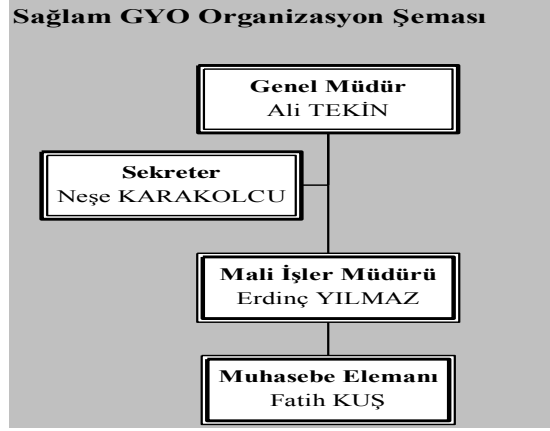 Sağlam GYO Organizasyon Şeması
Genel Müdür
Ali TEKİN
Sekreter
Neşe KARAKOLCU
Mali İşler Müdürü
Erdinç YILMAZ
Muhasebe Elemanı
Fatih KUŞ